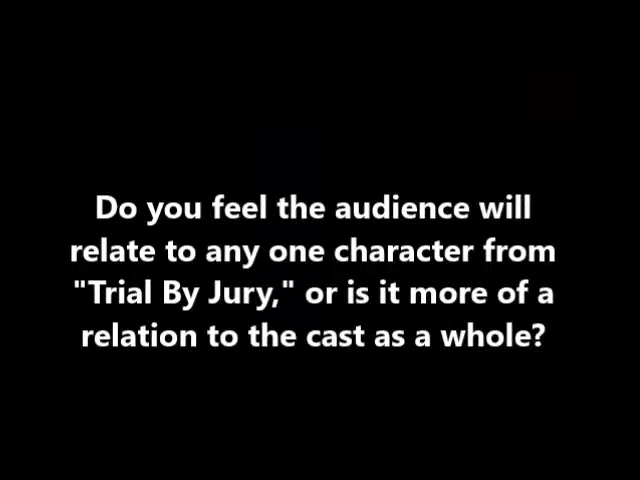 Do you feel the audience will
relate to any one character from
"Trial By Jury," or is it more of a
relation to the cast as a whole?